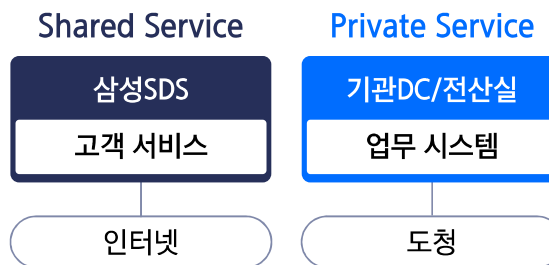 Shared Service
삼성SDS
고객 서비스
인터넷
Private Service
기관DC/전산실
업무 시스템
도청